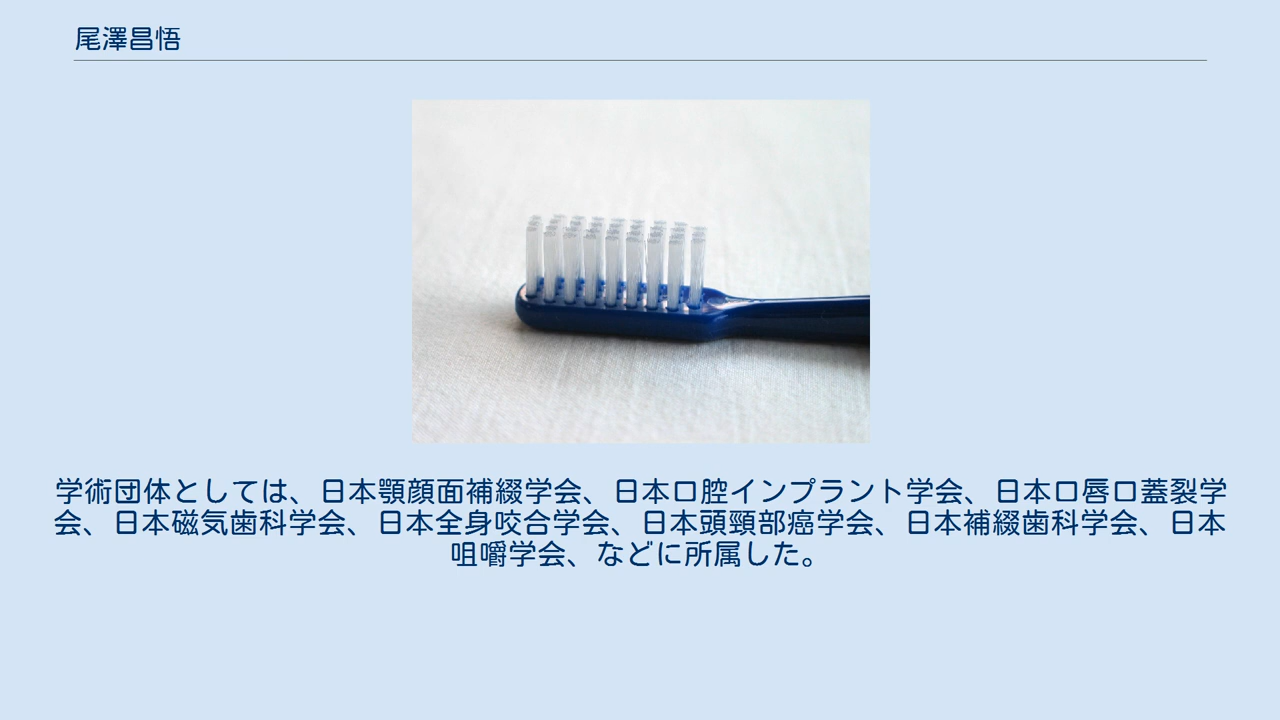 尾澤昌悟
学術団体としては、日本顎顔面補綴学会、日本口腔インプラント学会、日本口唇口蓋裂学
会、日本磁気歯科学会、日本全身咬合学会、日本頭頸部癌学会、日本補綴歯科学会、日本
咀嚼学会、などに所属した。